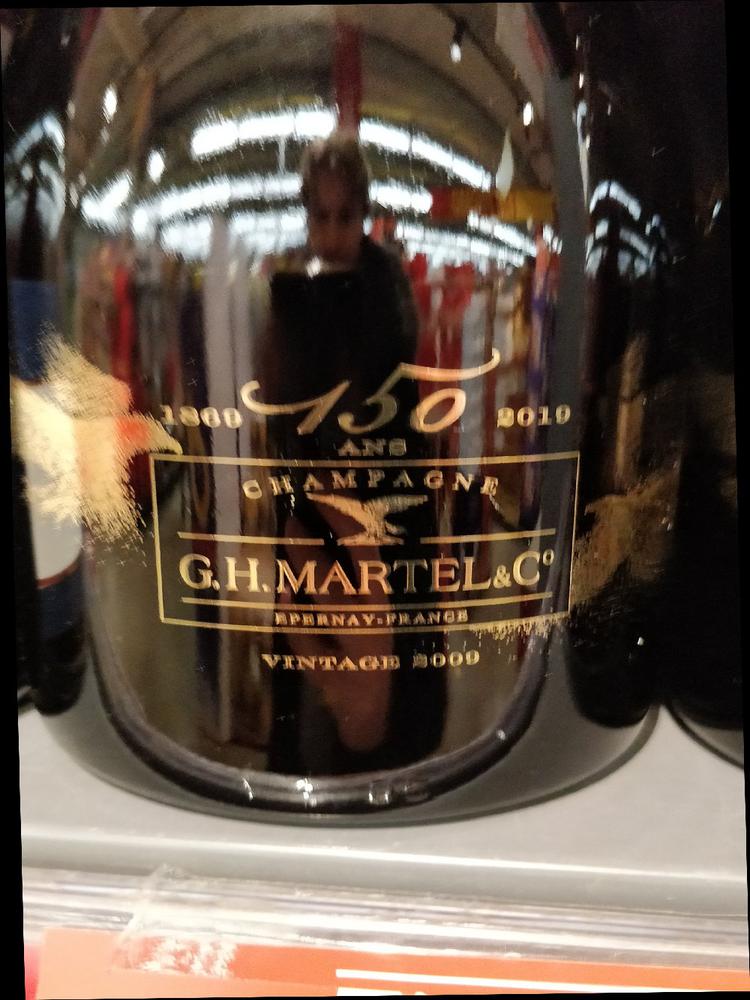 1869 150 2019
ANS
CHAMPAGNE
G.H. MARTEL & Cº
EPERNAY-FRANCE
VINTAGE 2009